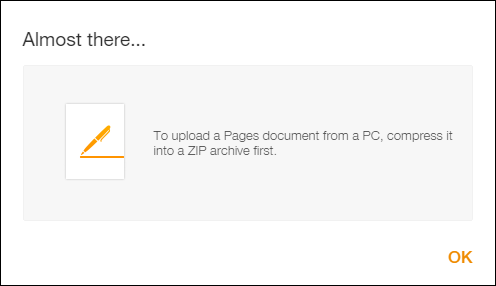 Almost there...
To upload a Pages document from a PC, compress it
into a ZIP archive first.
OK